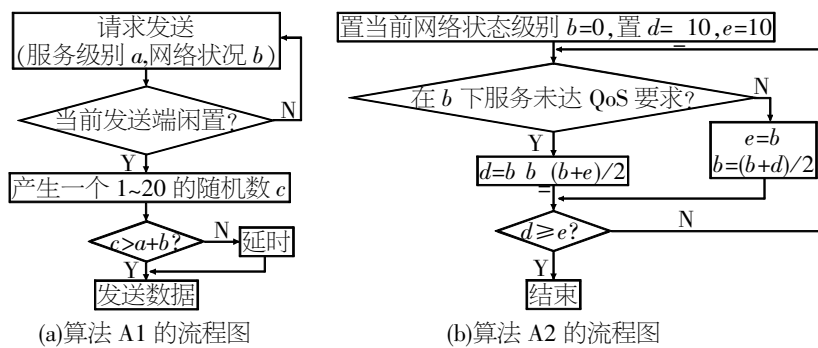 请求发送
(服务级别 a,网络状况 b)
当前发送端闲置?
N
Y
产生一个 1~20 的随机数 c
c>a+b?
N
延时
Y
发送数据
(a)算法 A1 的流程图
置当前网络状态级别 b=0,置 d= 10,e=10
在 b 下服务未达 QoS 要求?
N
Y
e=b
b=(b+d)/2
d=b b (b+e)/2
d≥e?
N
Y
结束
(b)算法 A2 的流程图